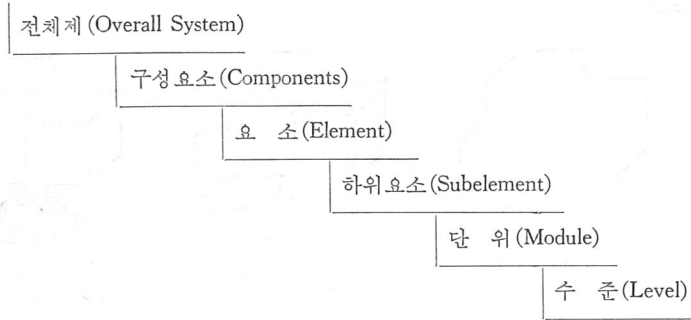 전체제 (Overall System)
구성요소 (Components)
요 소 (Element)
하위요소 (Subelement)
단 위 (Module)
수 준 (Level)